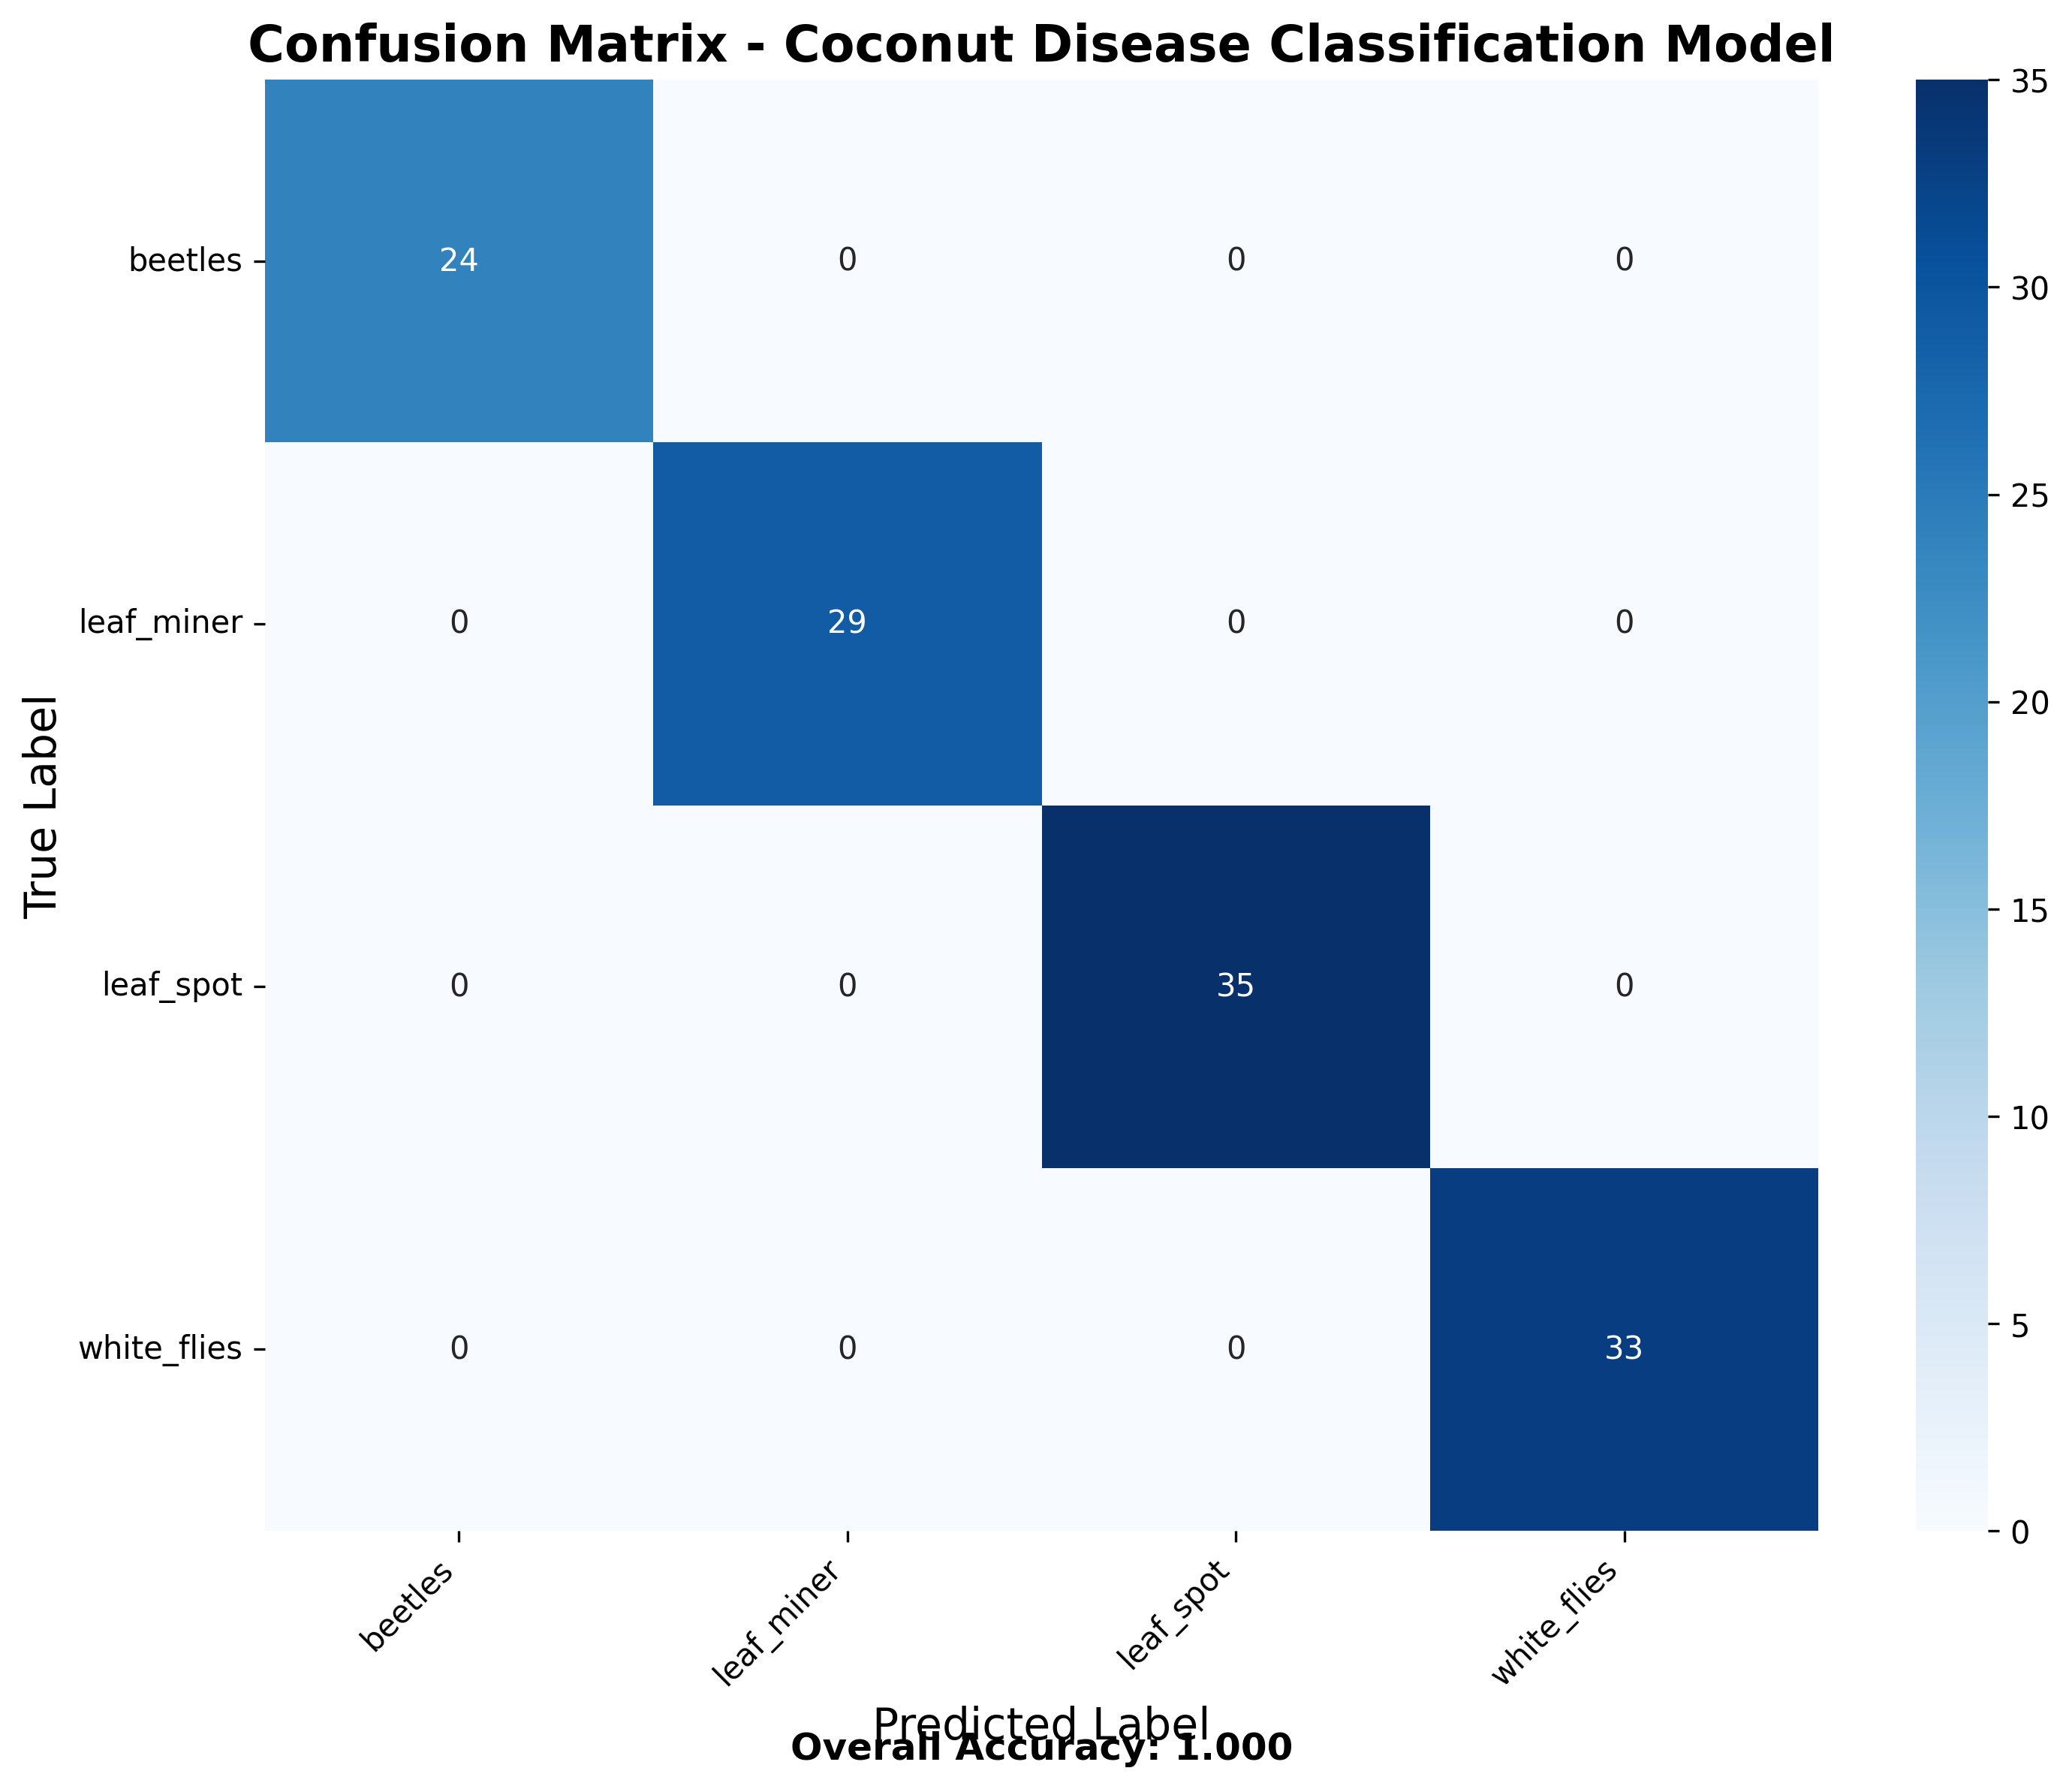 Confusion Matrix - Coconut Disease Classification Model
35
30
25
20
15
10
5
0
True Label
beetles 24 0 0 0
leaf_miner 0 29 0 0
leaf_spot 0 0 35 0
white_flies 0 0 0 33
beetles leaf_miner leaf_spot white_flies
Predicted Label
Overall Accuracy: 1.000